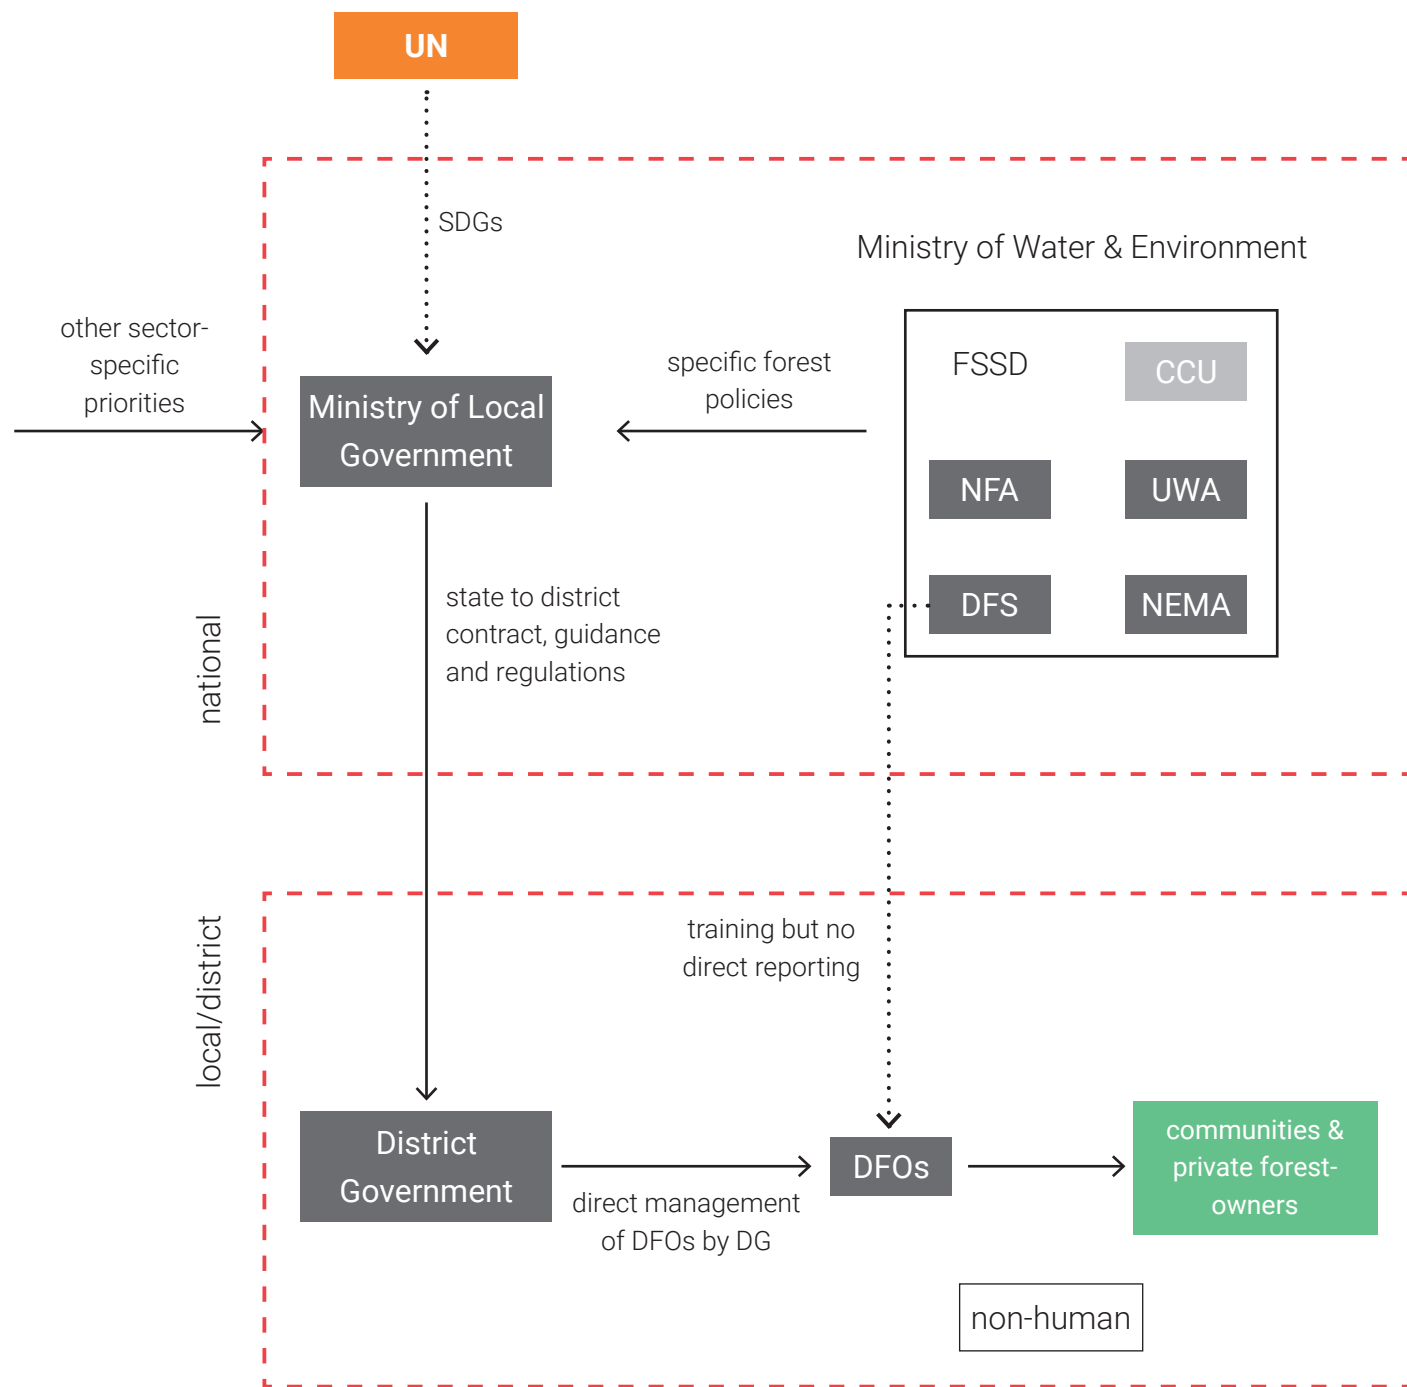 UN
SDGs
Ministry of Water & Environment
other sector-
specific
priorities
specific forest
policies
FSSD
CCU
Ministry of Local
Government
NFA
UWA
DFS
NEMA
state to district
contract, guidance
and regulations
national
local/district
training but no
direct reporting
District
Government
direct management
of DFOs by DG
DFOs
communities &
private forest-
owners
non-human